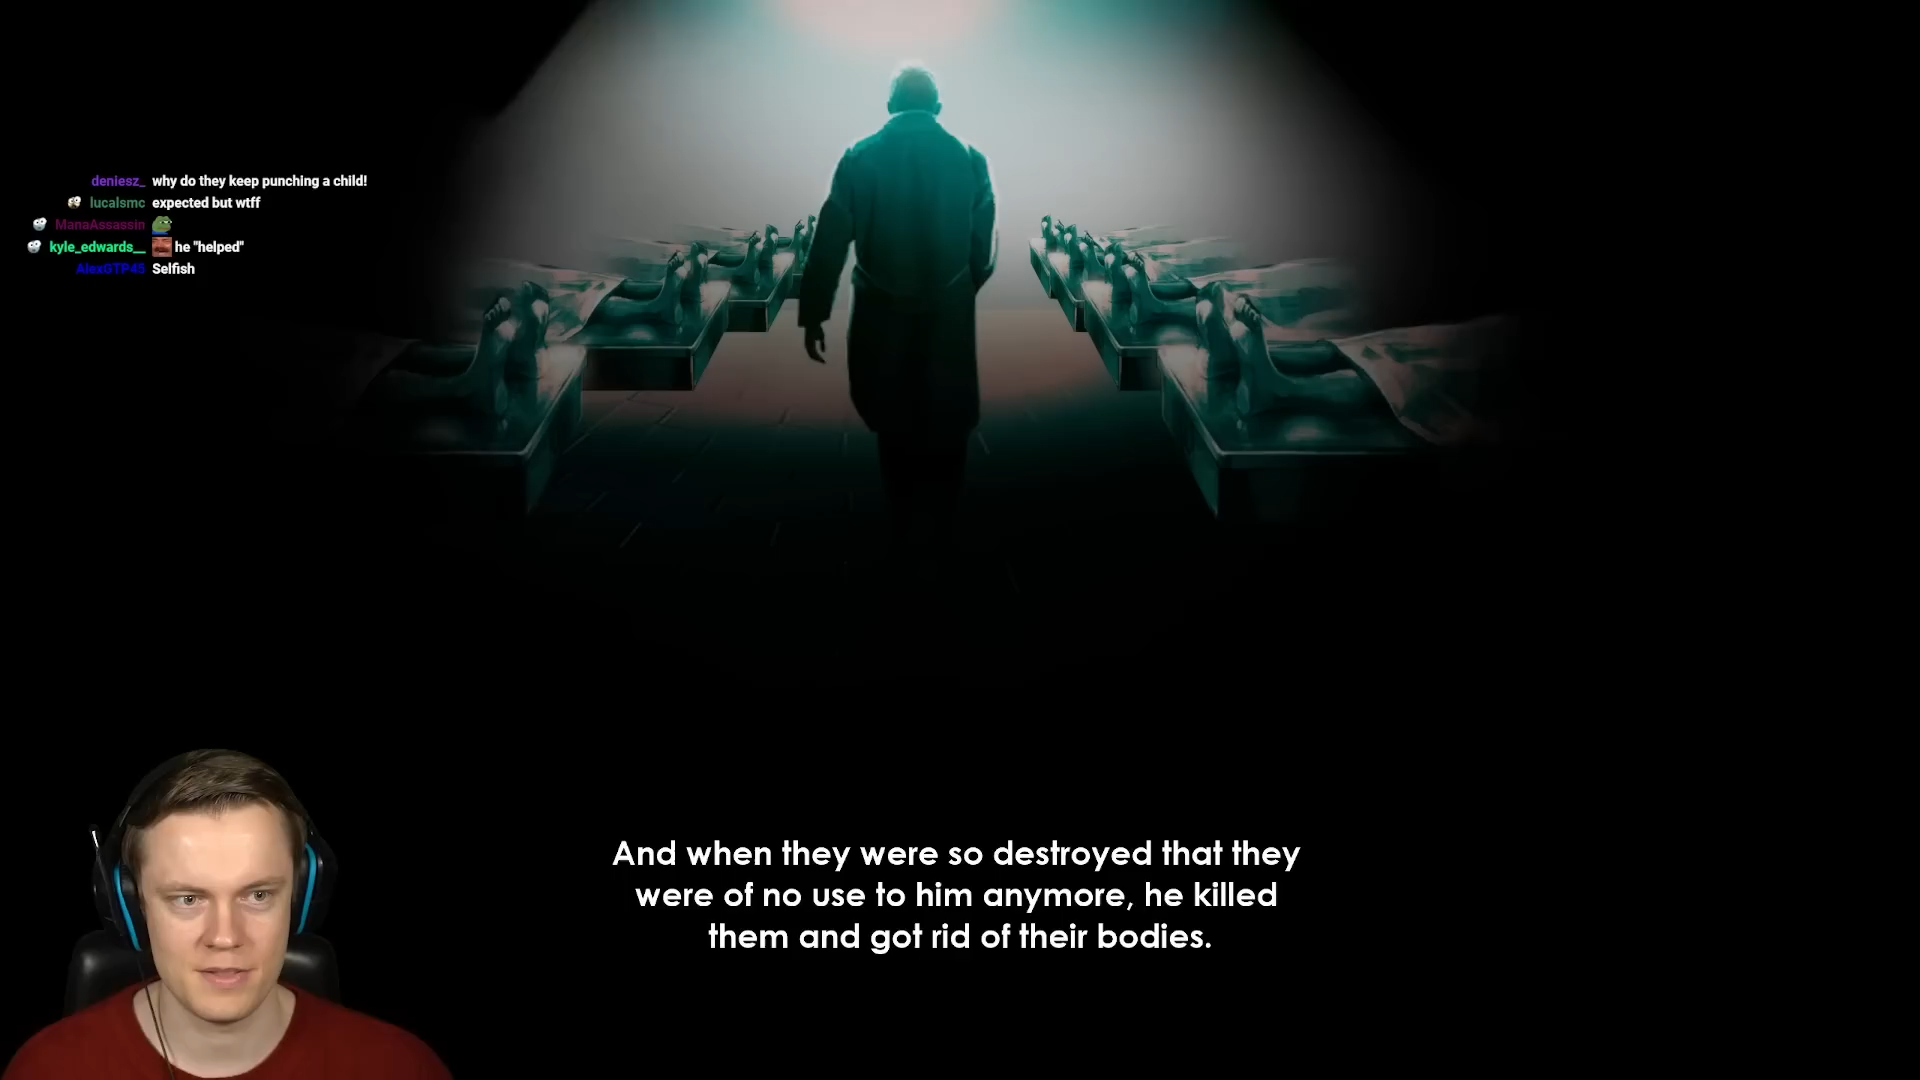 deniesz_ why do they keep punching a child!
lucalsmc expected but wtff
ManaAssassin
kyle_edwards__ he "helped"
AlexGTP45 Selfish
And when they were so destroyed that they
were of no use to him anymore, he killed
them and got rid of their bodies.